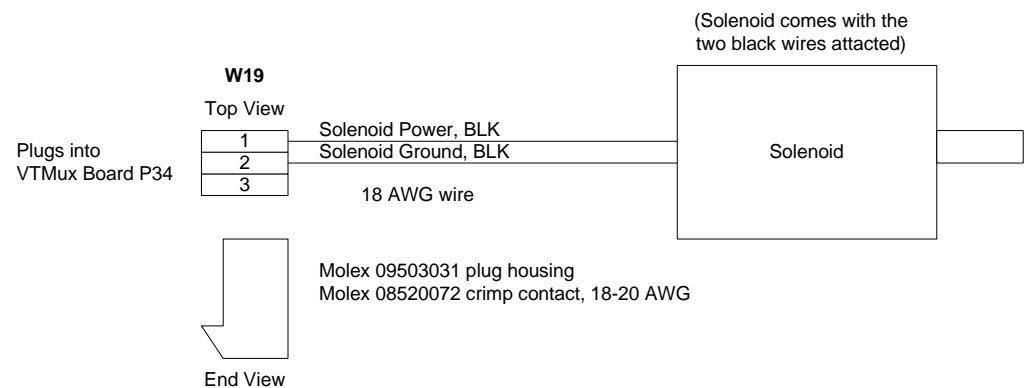 (Solenoid comes with the
two black wires attacted)
W19
Top View
Plugs into
VTMux Board P34
1
2
3
Solenoid Power, BLK
Solenoid Ground, BLK
18 AWG wire
Solenoid
Molex 09503031 plug housing
Molex 08520072 crimp contact, 18-20 AWG
End View